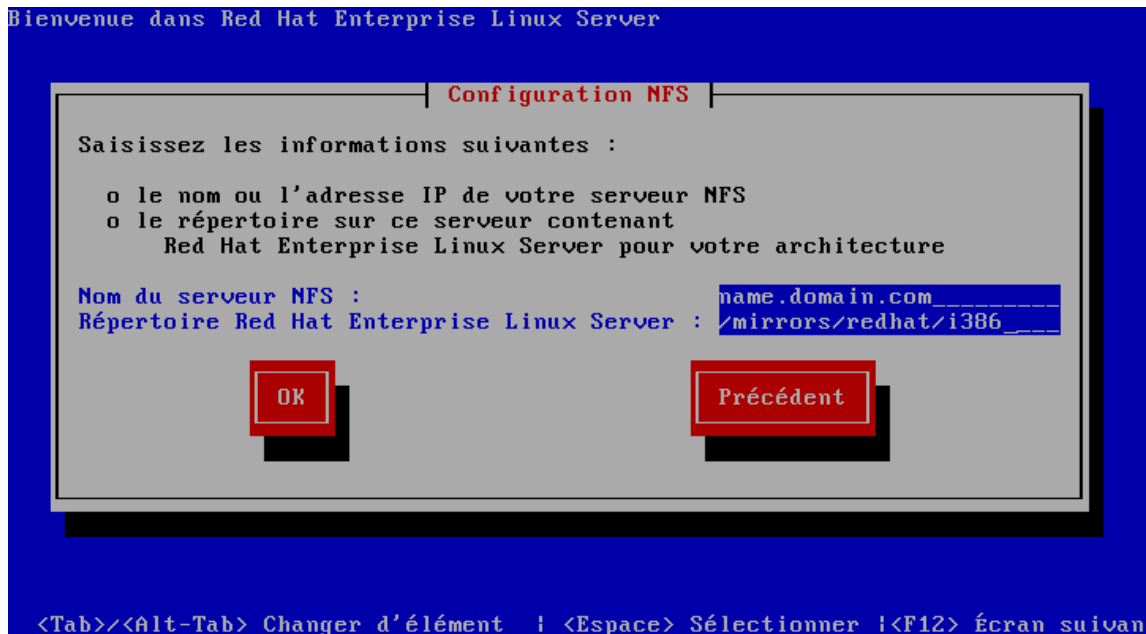 Bienvenue dans Red Hat Enterprise Linux Server
Configuration NFS
Saisissez les informations suivantes :
o le nom ou l'adresse IP de votre serveur NFS
o le répertoire sur ce serveur contenant
Red Hat Enterprise Linux Server pour votre architecture
Nom du serveur NFS : name.domain.com_________
Répertoire Red Hat Enterprise Linux Server : /mirrors/redhat/i386____
OK Précédent
<Tab>/<Alt-Tab> Changer d'élément | <Espace> Sélectionner |<F12> Écran suivan